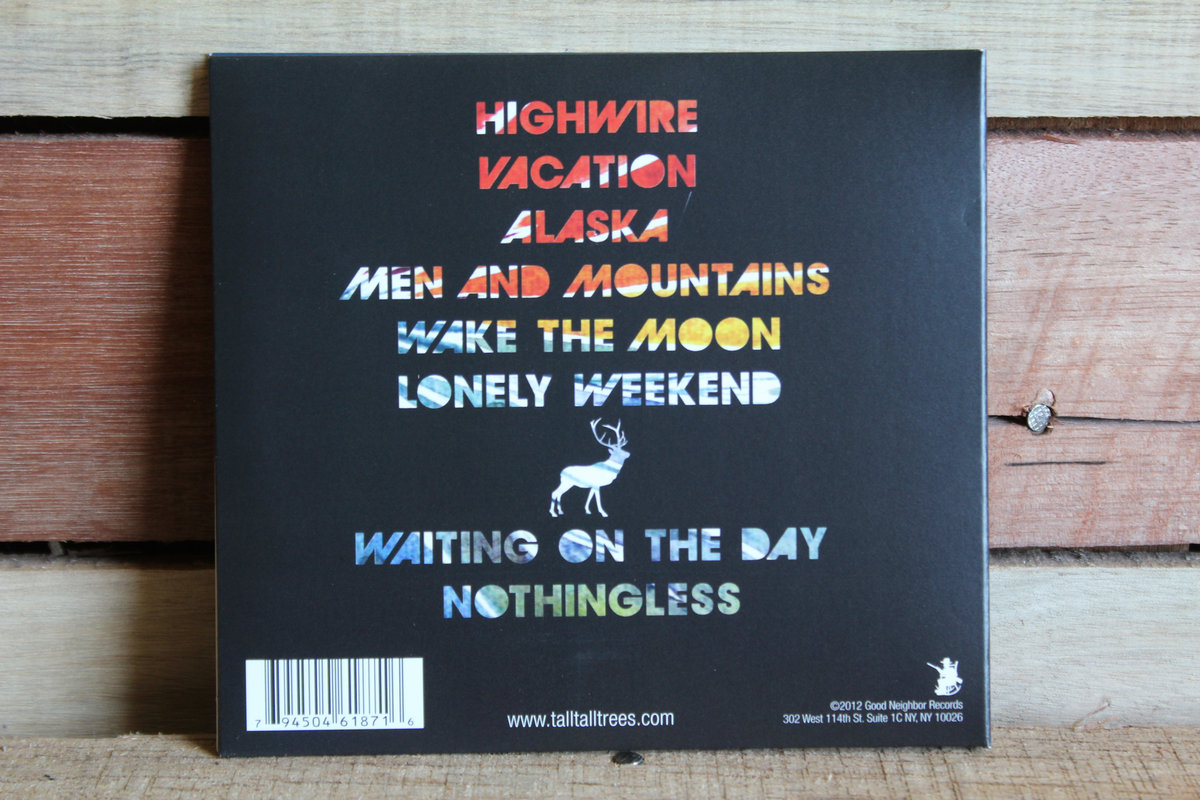 HIGHWIRE
VACATION
ALASKA
MEN AND MOUNTAINS
WAKE THE MOON
LONELY WEEKEND
WAITING ON THE DAY
NOTHINGLESS
7 94504 61871 6
www.talltalltrees.com
©2012 Good Neighbor Records
302 West 114th St. Suite 1C NY, NY 10026